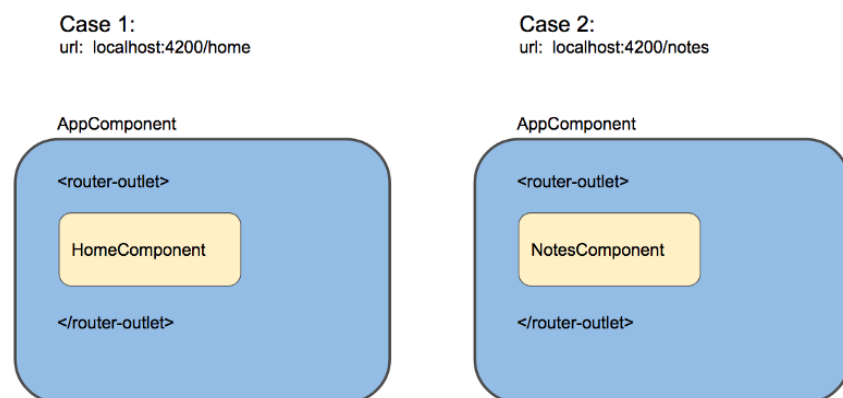 Case 1:
url:  localhost:4200/home
AppComponent
<router-outlet>
HomeComponent
</router-outlet>
Case 2:
url:  localhost:4200/notes
AppComponent
<router-outlet>
NotesComponent
</router-outlet>